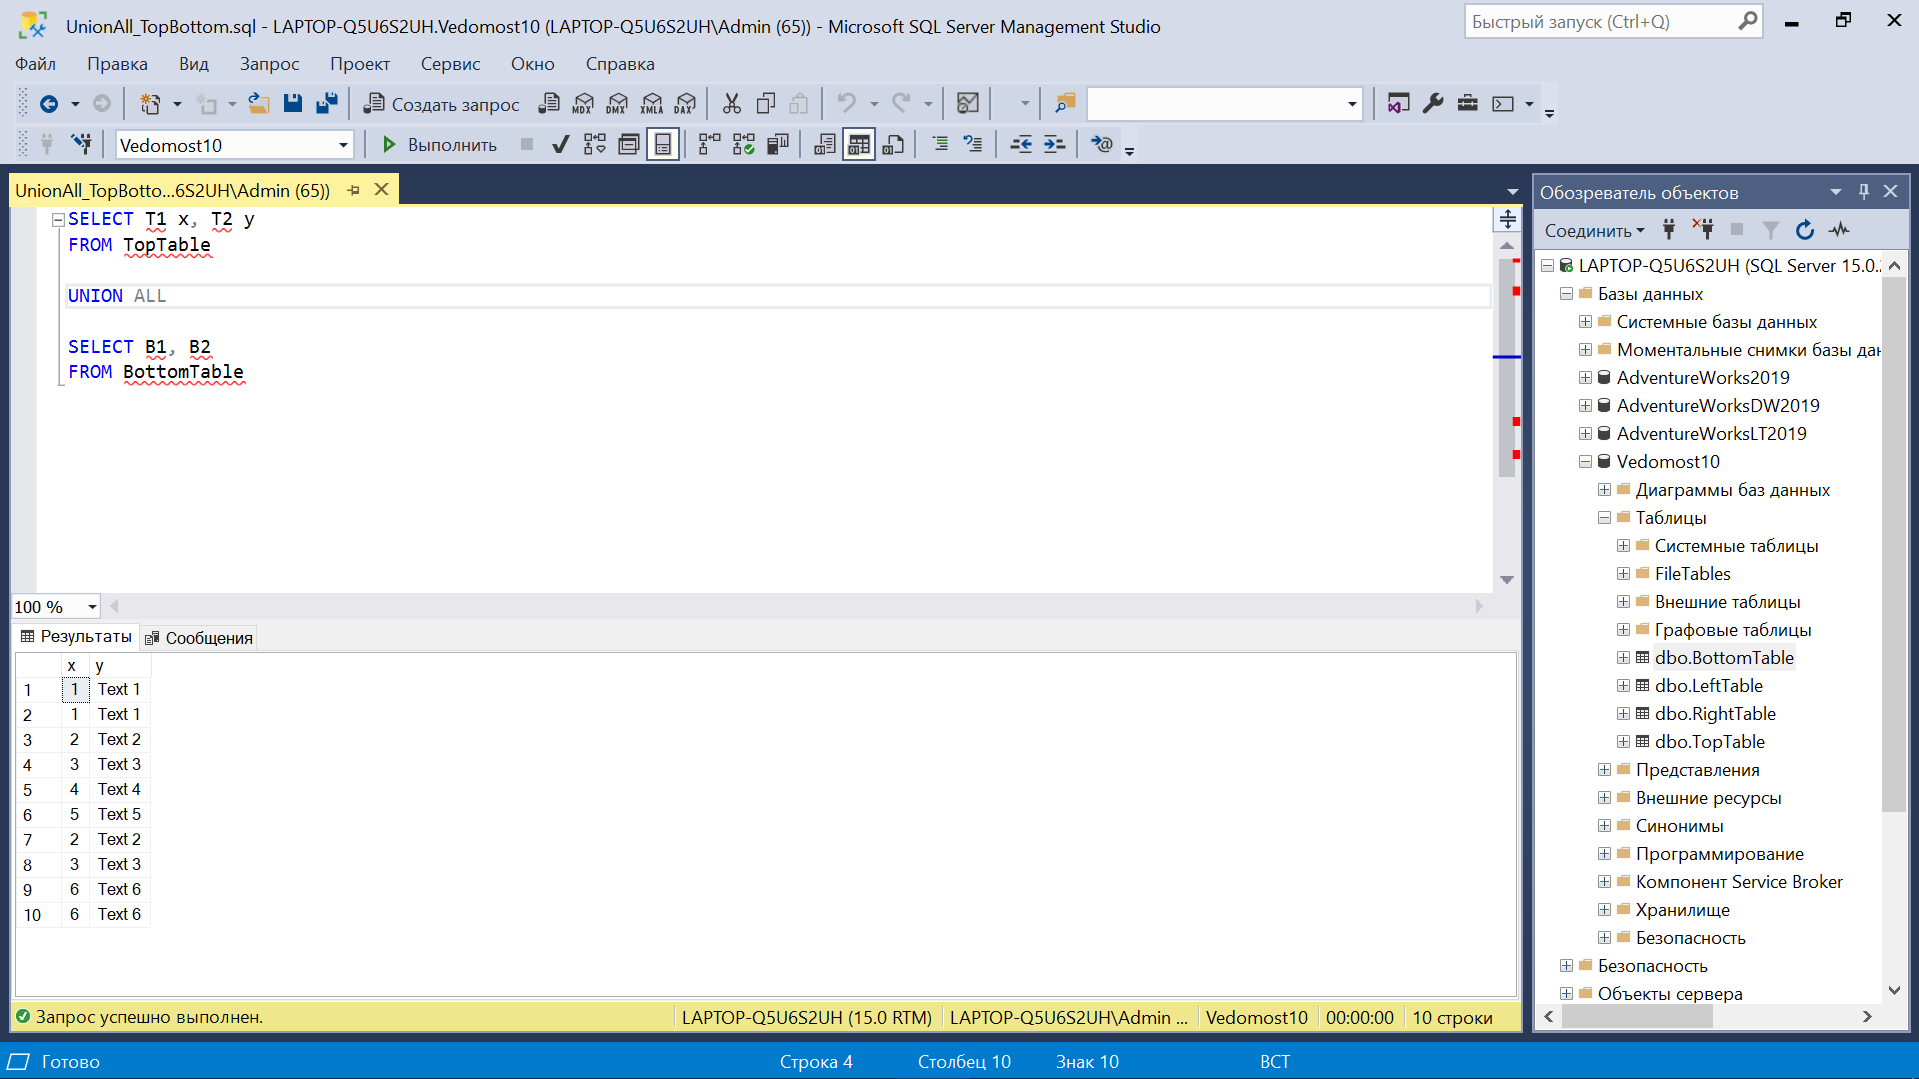 UnionAll_TopBottom.sql - LAPTOP-Q5U6S2UH.Vedomost10 (LAPTOP-Q5U6S2UH\Admin (65)) - Microsoft SQL Server Management Studio
Быстрый запуск (Ctrl+Q)
Файл Правка Вид Запрос Проект Сервис Окно Справка
Создать запрос MDX DMX XMLA DAX
Vedomost10 Выполнить
UnionAll_TopBotto...6S2UH\Admin (65))
SELECT T1 x, T2 y
FROM TopTable
UNION ALL
SELECT B1, B2
FROM BottomTable
100 %
Результаты Сообщения
x y
1 1 Text 1
2 1 Text 1
3 2 Text 2
4 3 Text 3
5 4 Text 4
6 5 Text 5
7 2 Text 2
8 3 Text 3
9 6 Text 6
10 6 Text 6
Запрос успешно выполнен. LAPTOP-Q5U6S2UH (15.0 RTM) LAPTOP-Q5U6S2UH\Admin ... Vedomost10 00:00:00 10 строки
Обозреватель объектов
Соединить
LAPTOP-Q5U6S2UH (SQL Server 15.0.
Базы данных
Системные базы данных
Моментальные снимки базы дан
AdventureWorks2019
AdventureWorksDW2019
AdventureWorksLT2019
Vedomost10
Диаграммы баз данных
Таблицы
Системные таблицы
FileTables
Внешние таблицы
Графовые таблицы
dbo.BottomTable
dbo.LeftTable
dbo.RightTable
dbo.TopTable
Представления
Внешние ресурсы
Синонимы
Программирование
Компонент Service Broker
Хранилище
Безопасность
Безопасность
Объекты сервера
Готово Строка 4 Столбец 10 Знак 10 ВСТ